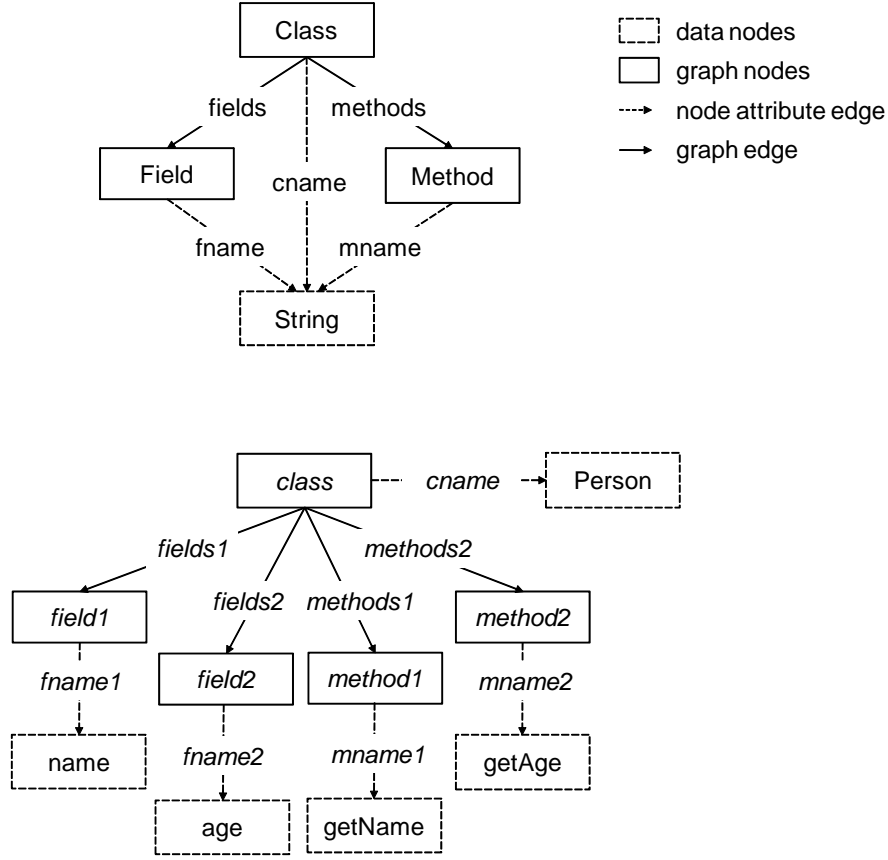 Class
data nodes
graph nodes
fields
methods
node attribute edge
graph edge
Field
cname
Method
fname
mname
String
class
cname
Person
fields1
methods2
fields2
methods1
field1
method2
fname1
field2
method1
mname2
name
fname2
mname1
getAge
age
getName